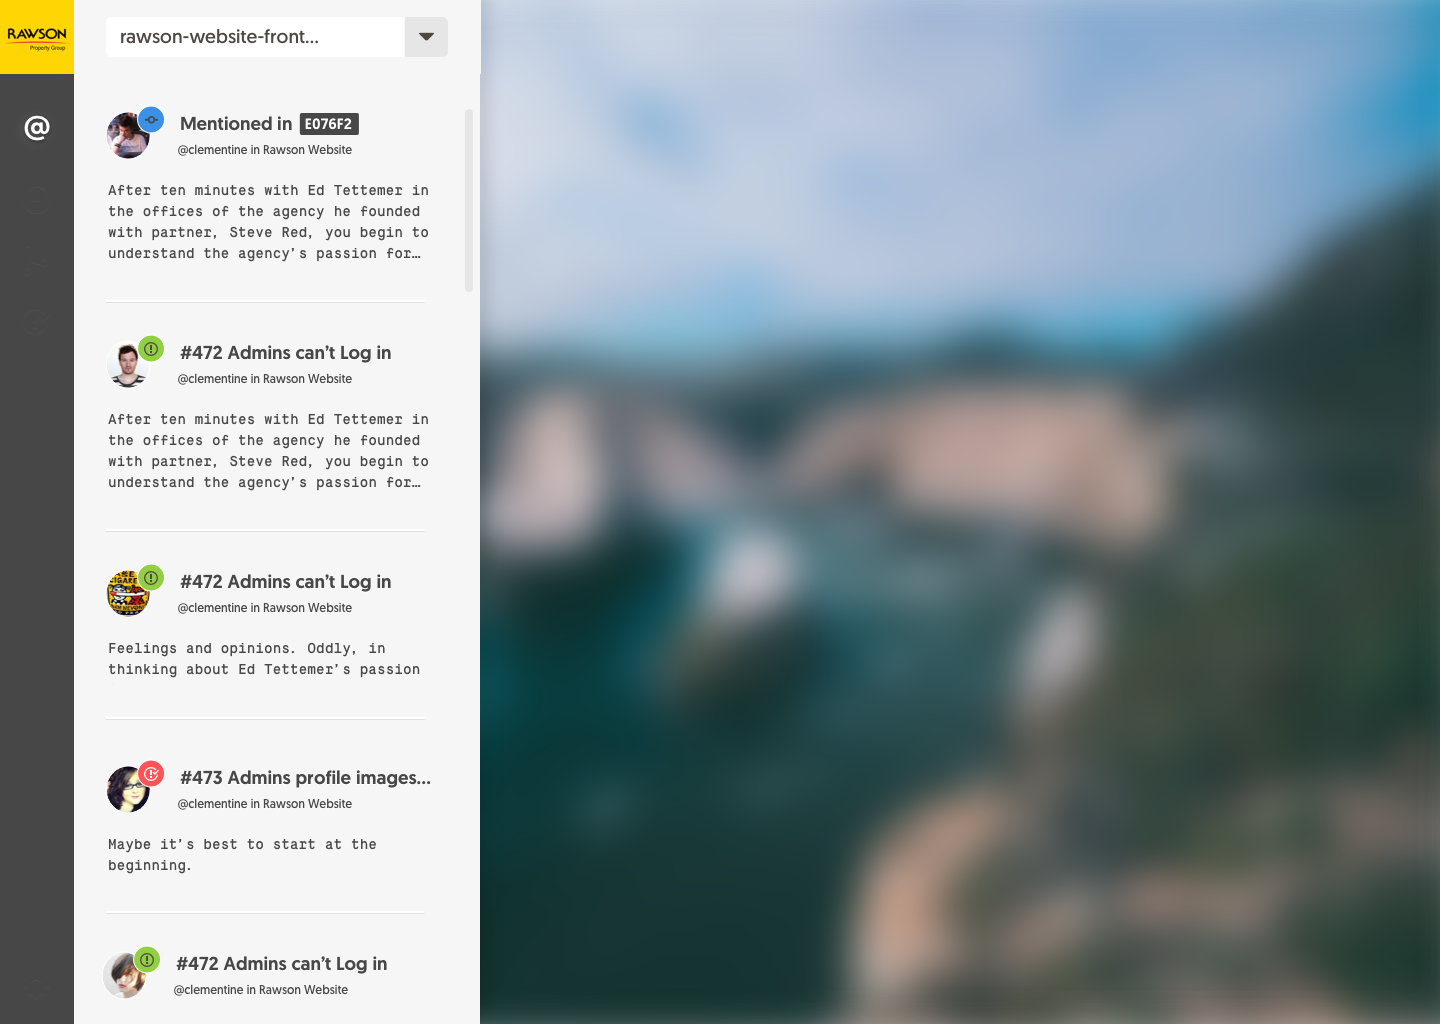 RAWSON
Property Group
rawson-website-front...
@
Mentioned in E076F2
@clementine in Rawson Website
After ten minutes with Ed Tettemer in
the offices of the agency he founded
with partner, Steve Red, you begin to
understand the agency’s passion for…
#472 Admins can’t Log in
@clementine in Rawson Website
After ten minutes with Ed Tettemer in
the offices of the agency he founded
with partner, Steve Red, you begin to
understand the agency’s passion for…
#472 Admins can’t Log in
@clementine in Rawson Website
Feelings and opinions. Oddly, in
thinking about Ed Tettemer’s passion
#473 Admins profile images...
@clementine in Rawson Website
Maybe it’s best to start at the
beginning.
#472 Admins can’t Log in
@clementine in Rawson Website